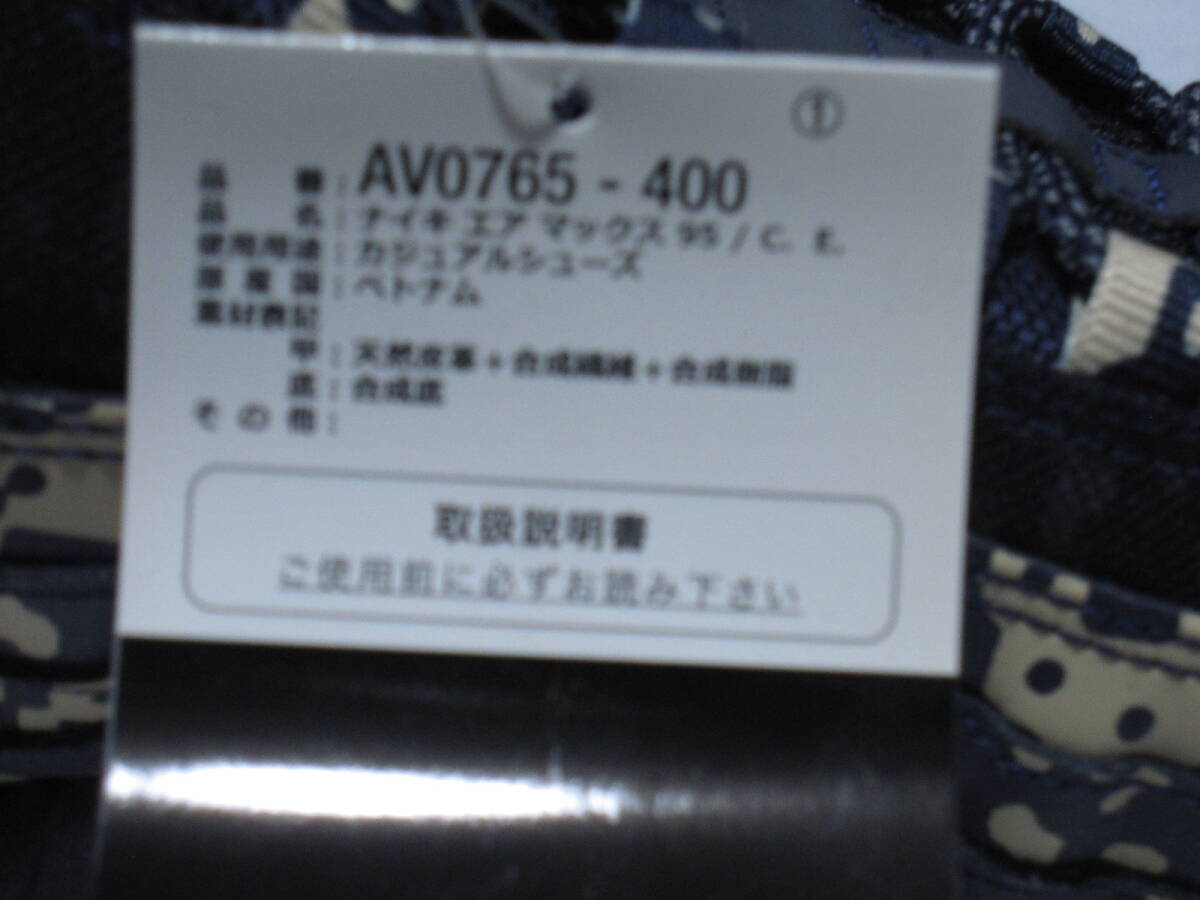 ①
品番：AV0765 - 400
品名：ナイキ エア マックス 95 / C. E.
使用用途：カジュアルシューズ
原産国：ベトナム
素材表記
甲：天然皮革＋合成繊維＋合成樹脂
底：合成底
その他：
取扱説明書
ご使用前に必ずお読み下さい